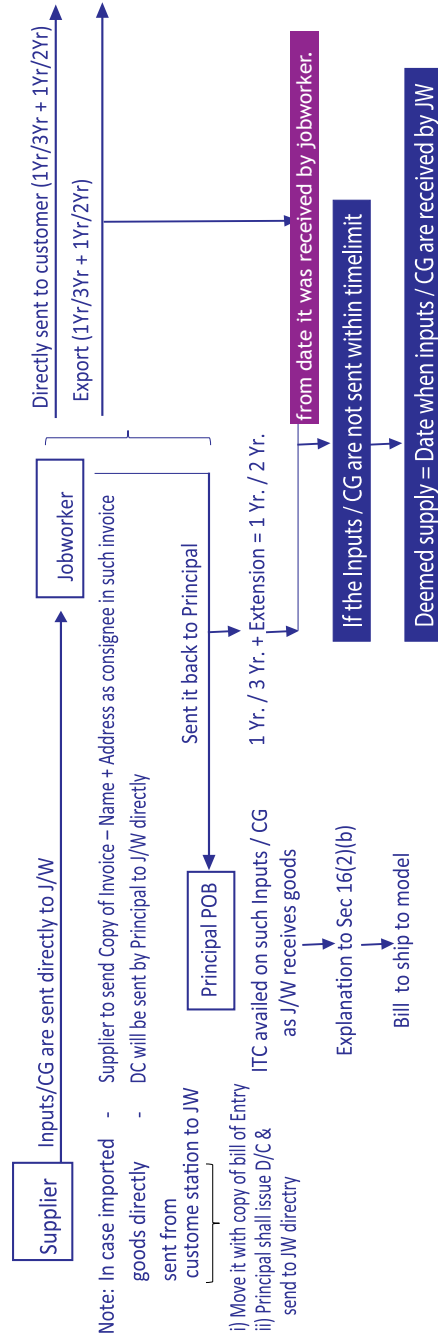 Supplier
Inputs/CG are sent directly to J/W
Jobworker
Directly sent to customer (1Yr/3Yr + 1Yr/2Yr)
Export (1Yr/3Yr + 1Yr/2Yr)
Note: In case imported - Supplier to send Copy of Invoice – Name + Address as consignee in such invoice
goods directly - DC will be sent by Principal to J/W directly
sent from
custome station to JW
i) Move it with copy of bill of Entry
ii) Principal shall issue D/C &
send to JW directry
Principal POB
Sent it back to Principal
ITC availed on such Inputs / CG
as J/W receives goods
Explanation to Sec 16(2)(b)
Bill to ship to model
1 Yr. / 3 Yr. + Extension = 1 Yr. / 2 Yr.
from date it was received by jobworker.
If the Inputs / CG are not sent within timelimit
Deemed supply = Date when inputs / CG are received by JW